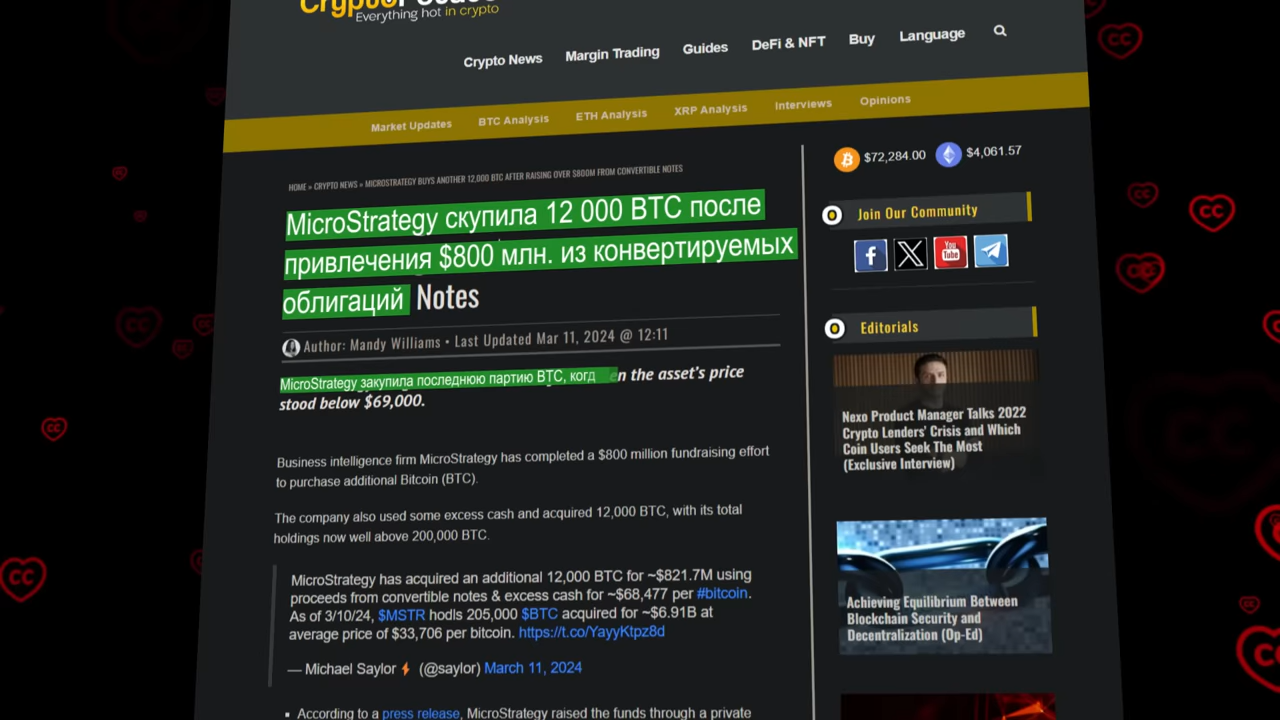 Everything hot in crypto
Crypto News Margin Trading Guides DeFi & NFT Buy Language
Market Updates BTC Analysis ETH Analysis XRP Analysis Interviews Opinions
$72,284.00 $4,061.57
HOME » CRYPTO NEWS » MICROSTRATEGY BUYS ANOTHER 12,000 BTC AFTER RAISING OVER $800M FROM CONVERTIBLE NOTES
MicroStrategy скупила 12 000 BTC после
привлечения $800 млн. из конвертируемых
облигаций Notes
Author: Mandy Williams • Last Updated Mar 11, 2024 @ 12:11
MicroStrategy закупила последнюю партию BTC, когд en the asset's price
stood below $69,000.
Business intelligence firm MicroStrategy has completed a $800 million fundraising effort
to purchase additional Bitcoin (BTC).
The company also used some excess cash and acquired 12,000 BTC, with its total
holdings now well above 200,000 BTC.
MicroStrategy has acquired an additional 12,000 BTC for ~$821.7M using
proceeds from convertible notes & excess cash for ~$68,477 per #bitcoin.
As of 3/10/24, $MSTR hodls 205,000 $BTC acquired for ~$6.91B at
average price of $33,706 per bitcoin. https://t.co/YayyKtpz8d
— Michael Saylor⚡ (@saylor) March 11, 2024
▪ According to a press release, MicroStrategy raised the funds through a private
Join Our Community
You
Tube
Editorials
Nexo Product Manager Talks 2022
Crypto Lenders' Crisis and Which
Coin Users Seek The Most
(Exclusive Interview)
Achieving Equilibrium Between
Blockchain Security and
Decentralization (Op-Ed)
CC
CC
CC
CC
CC
CC
CC